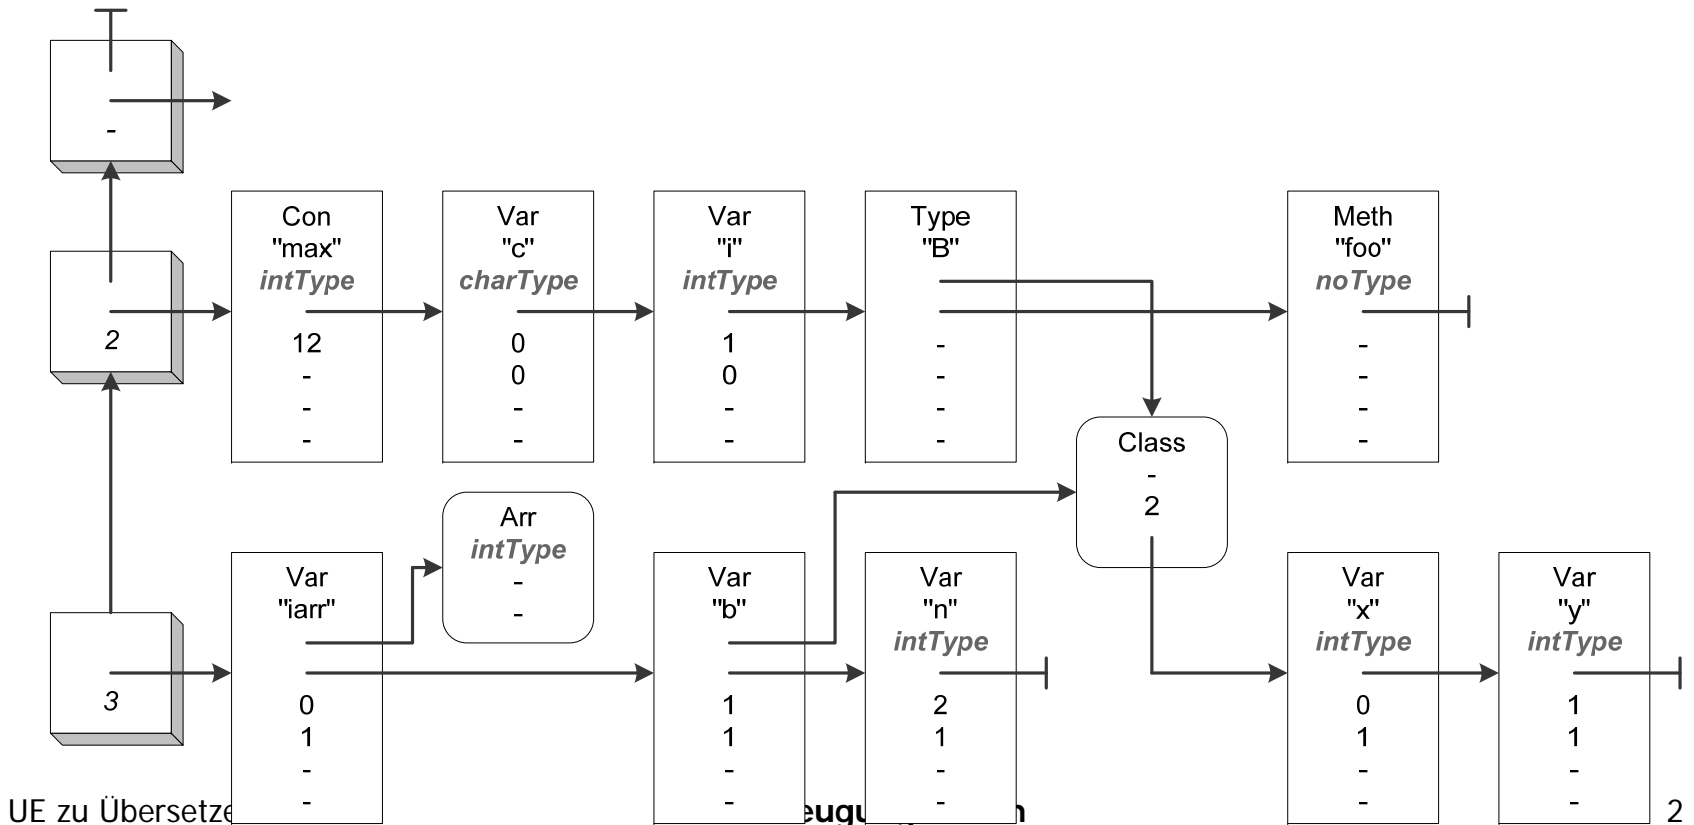 -
Con
"max"
intType
12
-
-
-
Var
"c"
charType
0
0
-
-
Var
"i"
intType
1
0
-
-
Type
"B"
-
-
-
-
Meth
"foo"
noType
-
-
-
-
2
Class
-
2
Arr
intType
-
-
Var
"iarr"
0
1
-
-
Var
"b"
1
1
-
-
Var
"n"
intType
2
1
-
-
Var
"x"
intType
0
1
-
-
Var
"y"
intType
1
1
-
-
3
UE zu 2